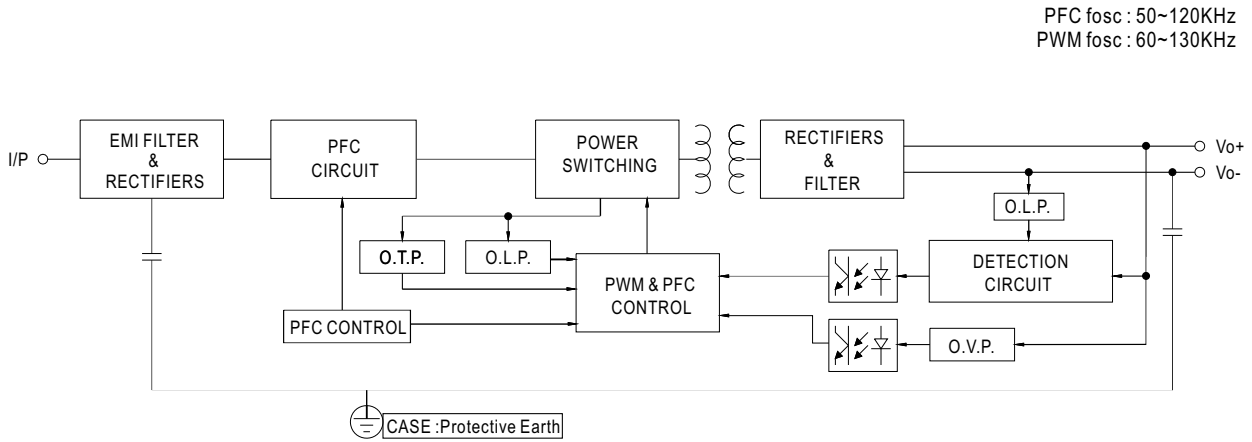 PFC fosc : 50~120KHz
PWM fosc : 60~130KHz
I/P
EMI FILTER
&
RECTIFIERS
PFC
CIRCUIT
POWER
SWITCHING
RECTIFIERS
&
FILTER
Vo+
Vo-
O.L.P.
O.T.P.
O.L.P.
DETECTION
CIRCUIT
PWM & PFC
CONTROL
PFC CONTROL
O.V.P.
CASE :Protective Earth